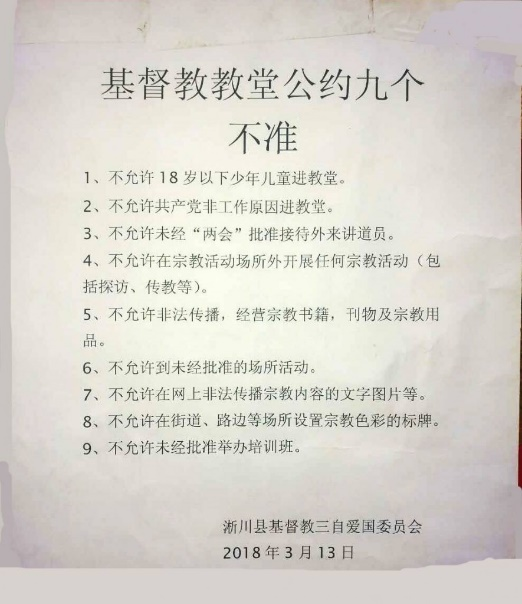 基督教教堂公约九个
不准
1、不允许 18 岁以下少年儿童进教堂。
2、不允许共产党非工作原因进教堂。
3、不允许未经“两会”批准接待外来讲道员。
4、不允许在宗教活动场所外开展任何宗教活动（包
括探访、传教等）。
5、不允许非法传播，经营宗教书籍，刊物及宗教用
品。
6、不允许到未经批准的场所活动。
7、不允许在网上非法传播宗教内容的文字图片等。
8、不允许在街道、路边等场所设置宗教色彩的标牌。
9、不允许未经批准举办培训班。
淅川县基督教三自爱国委员会
2018 年 3 月 13 日